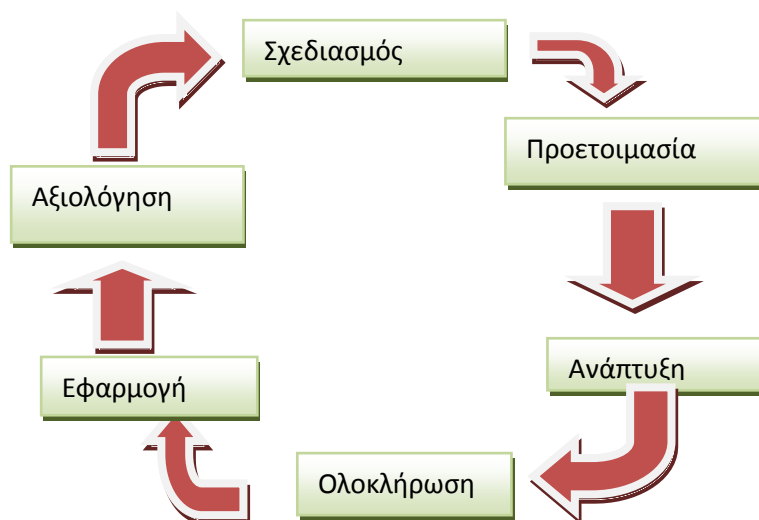 Σχεδιασμός
Προετοιμασία
Ανάπτυξη
Ολοκλήρωση
Εφαρμογή
Αξιολόγηση